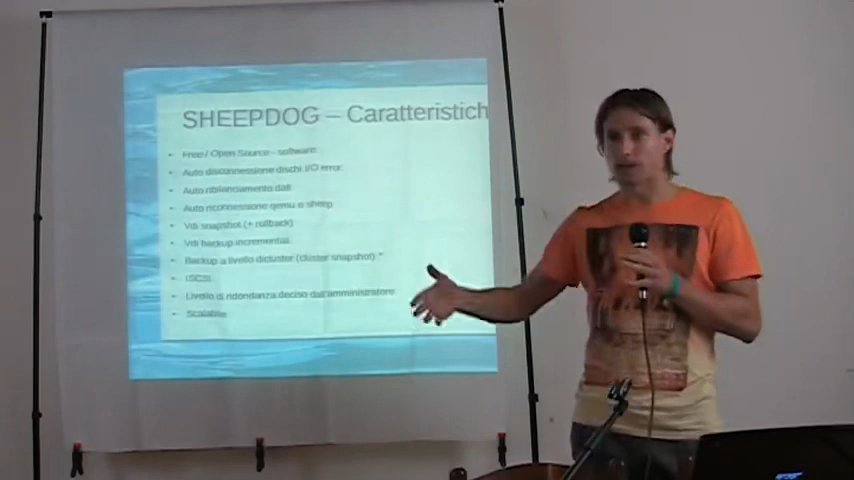 SHEEPDOG – Caratteristich
Free / Open Source - software
Auto disconnessione dischi I/O error
Auto ribilanciamento dati
Auto riconnessione qemu e sheep
Vdi snapshot (+ rollback)
Vdi backup incrementali
Backup a livello di cluster (cluster snapshot) *
iSCSI
Livello di ridondanza deciso dall'amministratore
Scalabile